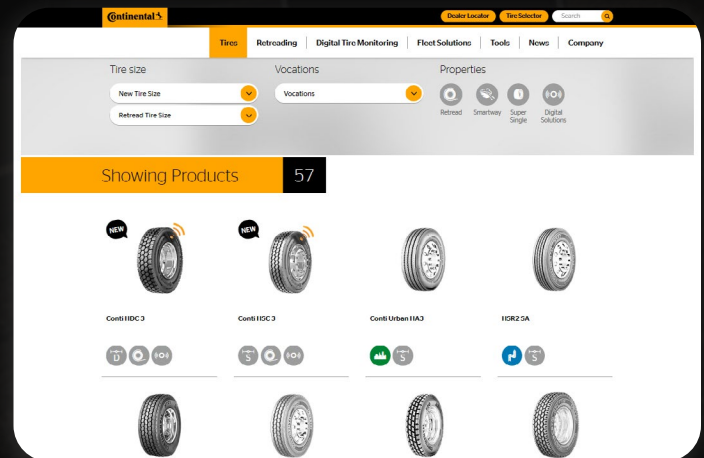 Continental
Dealer Locator
Tire Selector
Search
Tires
Retreading
Digital Tire Monitoring
Fleet Solutions
Tools
News
Company
Tire size
Vocations
Properties
New Tire Size
Vocations
Retread Tire Size
Retread
Smartway
Super
Single
Digital
Solutions
Showing Products
57
NEW
NEW
Conti HDC 3
Conti HSC 3
Conti Urban HA3
HSR2 SA
D
S
S
S